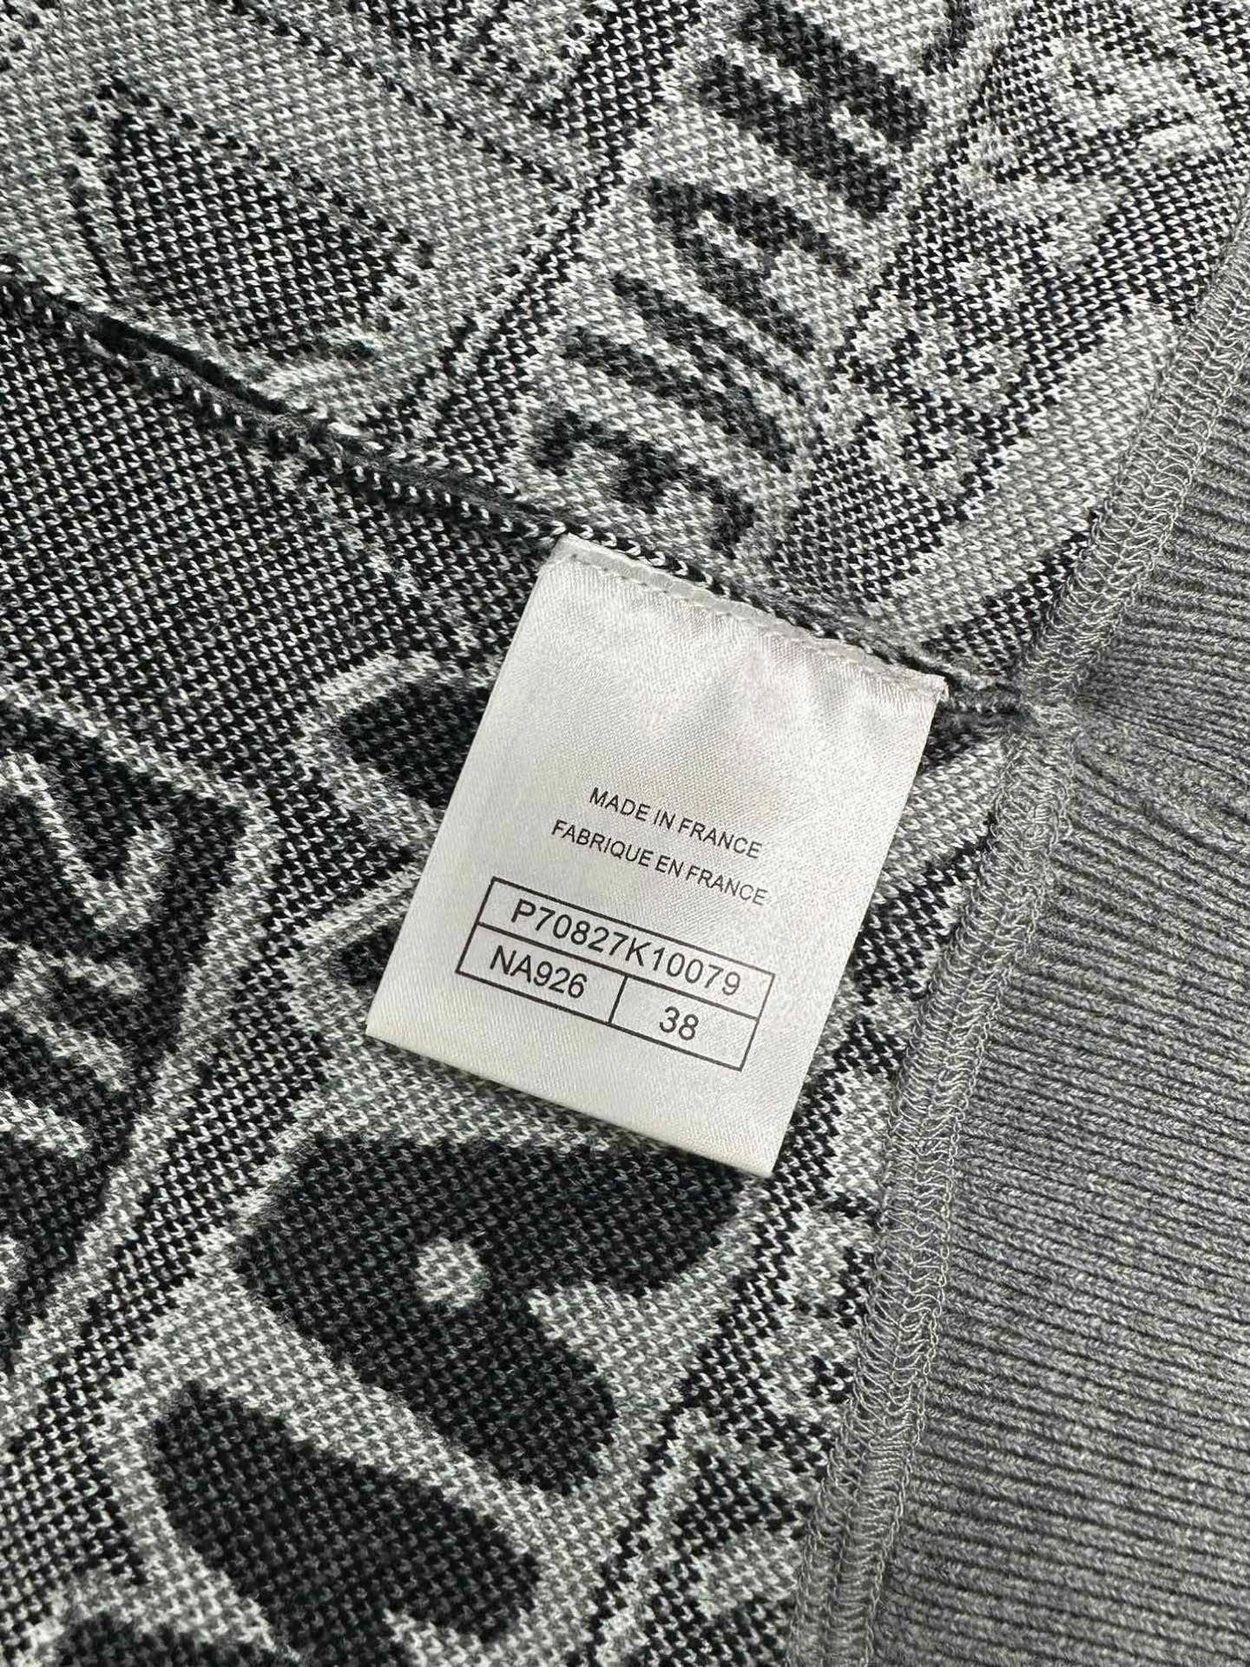 MADE IN FRANCE
FABRIQUE EN FRANCE
P70827K10079
NA926 38